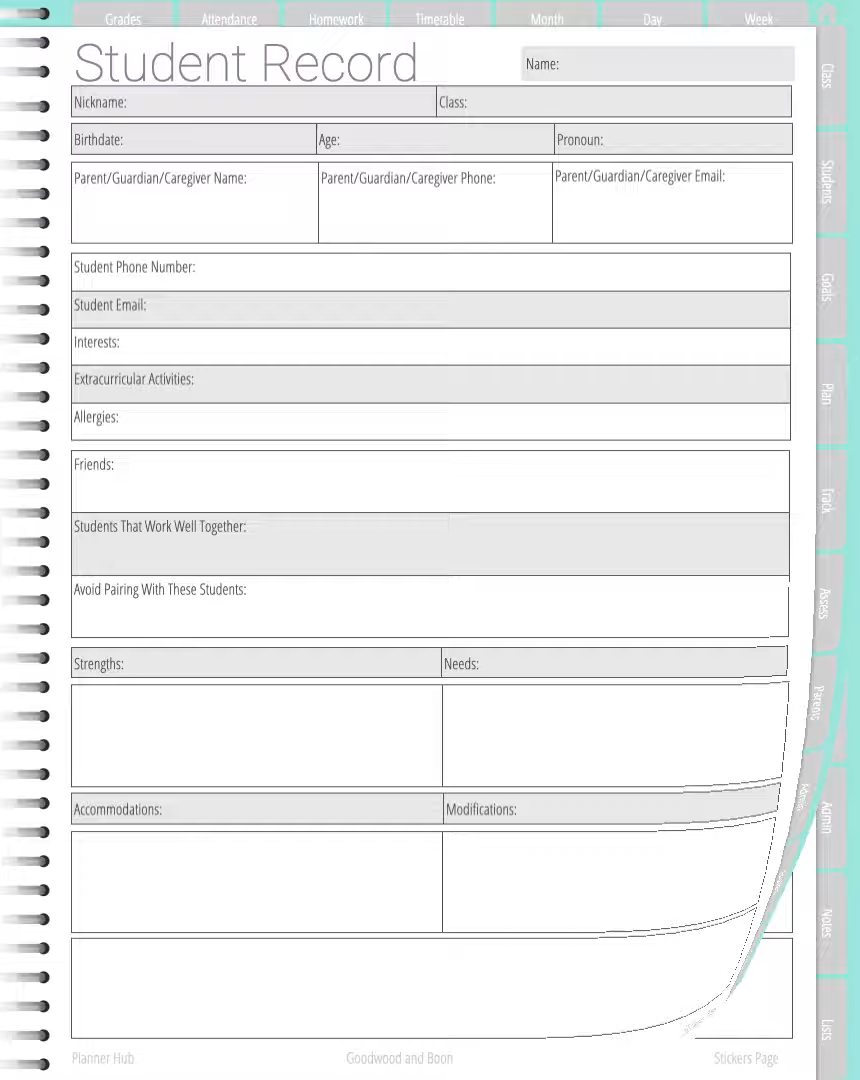 Grades Attendance Homework Timetable Month Day Week
Student Record
Name:
Nickname: Class:
Birthdate: Age: Pronoun:
Parent/Guardian/Caregiver Name: Parent/Guardian/Caregiver Phone: Parent/Guardian/Caregiver Email:
Student Phone Number:
Student Email:
Interests:
Extracurricular Activities:
Allergies:
Friends:
Students That Work Well Together:
Avoid Pairing With These Students:
Strengths: Needs:
Accommodations: Modifications:
Planner Hub Goodwood and Boon Stickers Page
Class
Students
Goals
Plan
Track
Assess
Parents
Admin
Admin
Notes
Lists